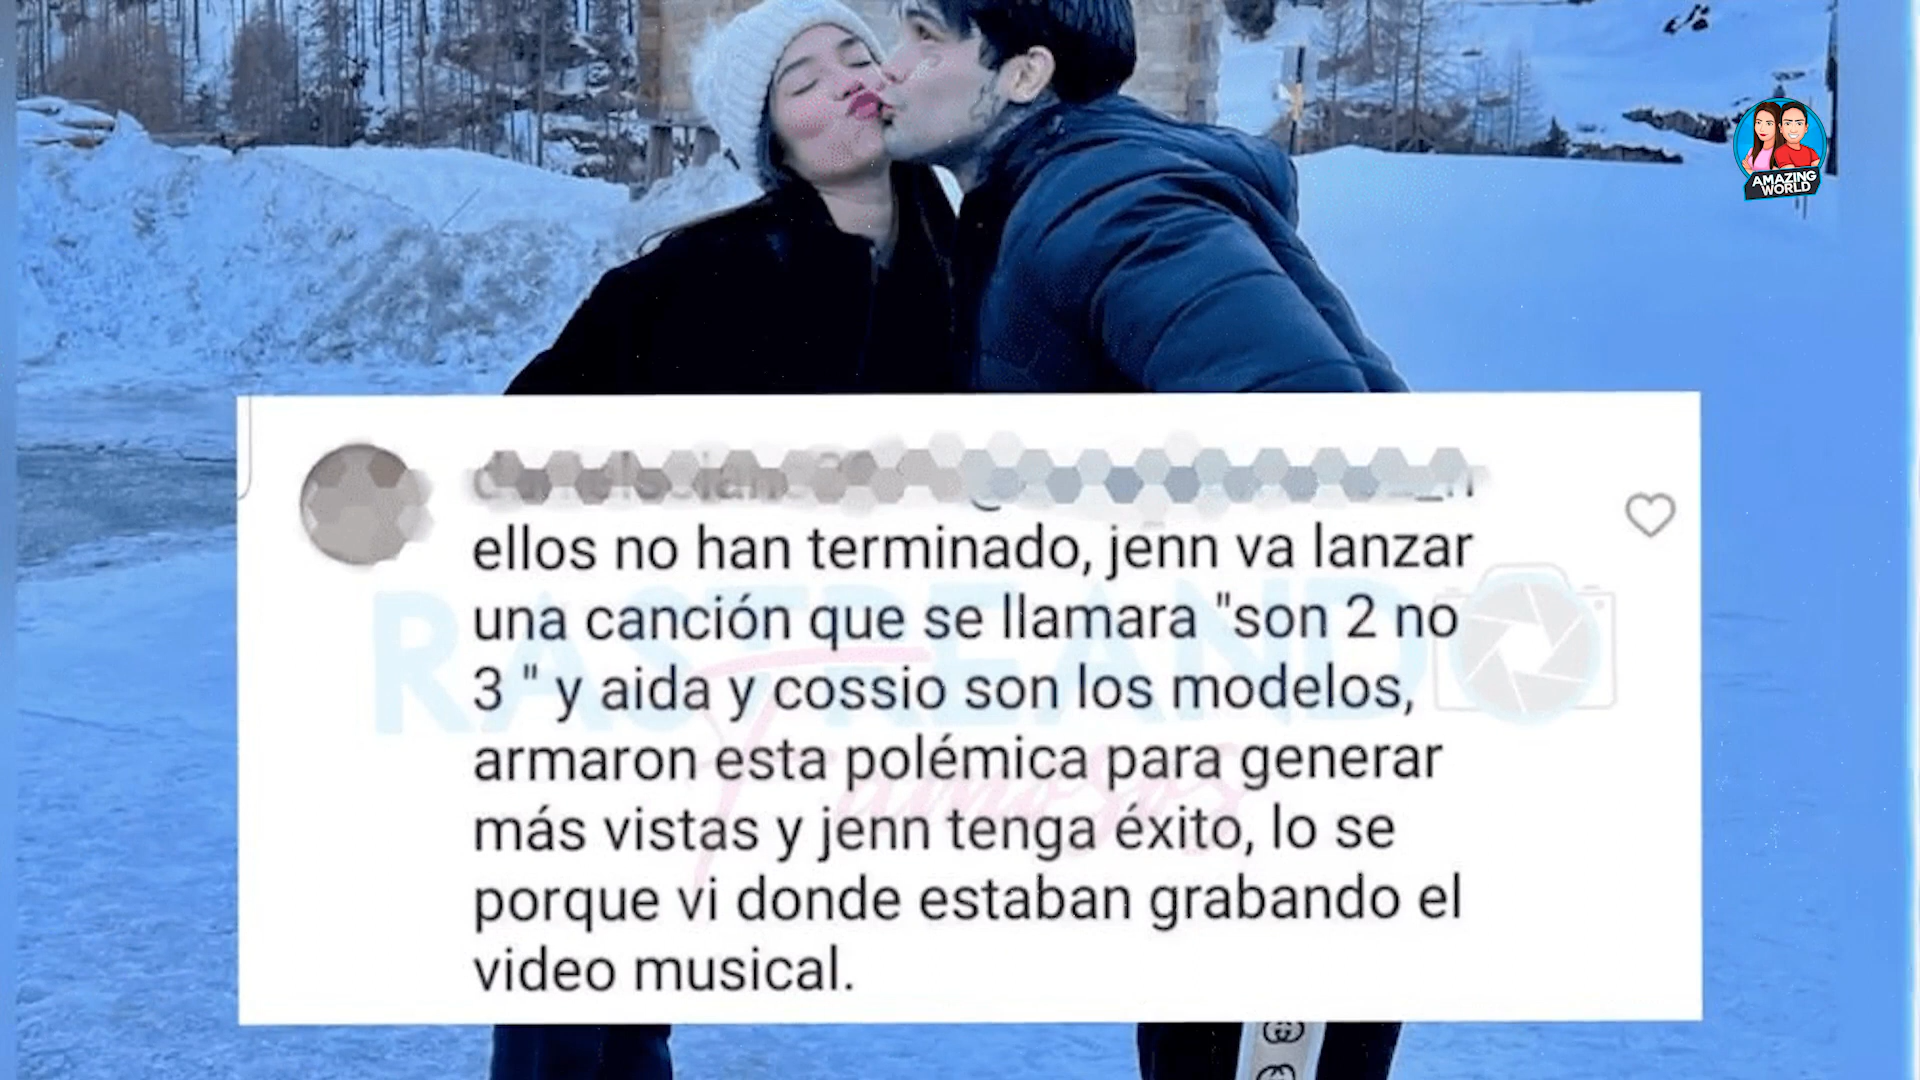 AMAZING
WORLD
ellos no han terminado, jenn va lanzar
una canción que se llamara "son 2 no
3 " y aida y cossio son los modelos,
armaron esta polémica para generar
más vistas y jenn tenga éxito, lo se
porque vi donde estaban grabando el
video musical.
RASTREANDO
Famosos